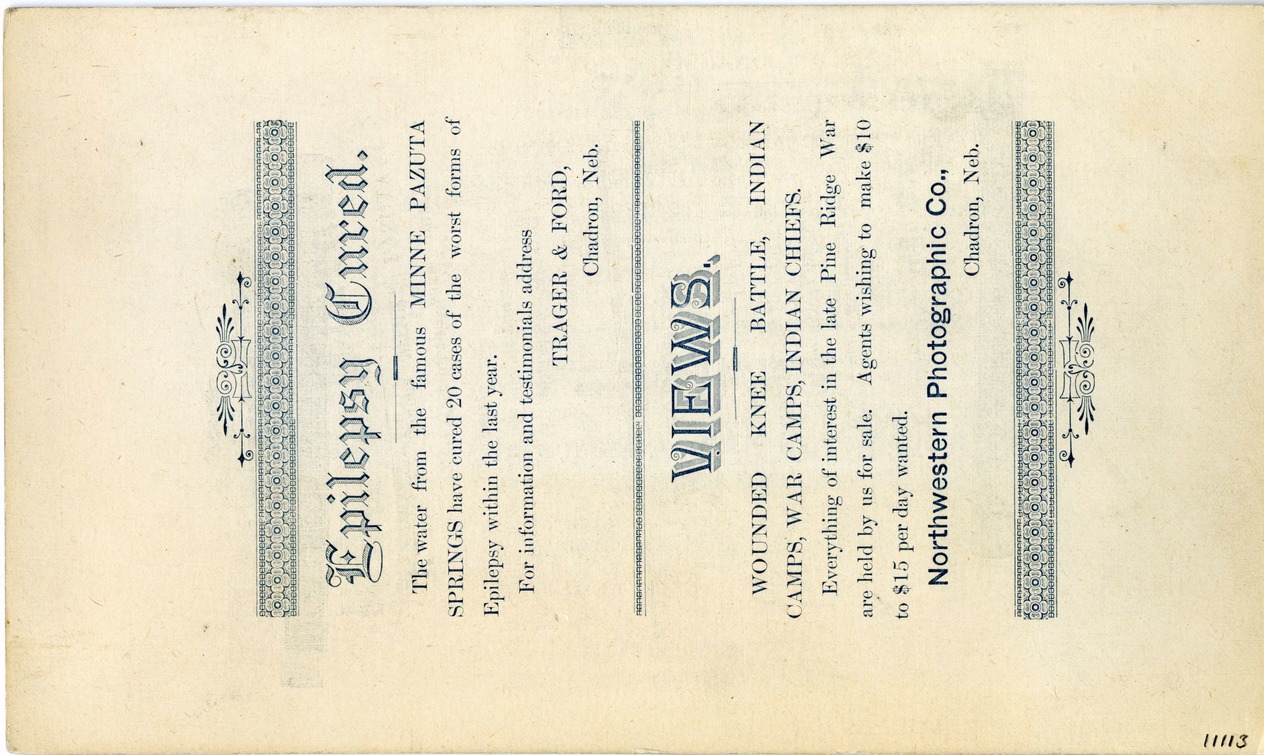 Epilepsy Cured.
The water from the famous MINNE PAZUTA
SPRINGS have cured 20 cases of the worst forms of
Epilepsy within the last year.
For information and testimonials address
TRAGER & FORD,
Chadron, Neb.
VIEWS.
WOUNDED KNEE BATTLE, INDIAN
CAMPS, WAR CAMPS, INDIAN CHIEFS.
Everything of interest in the late Pine Ridge War
are held by us for sale. Agents wishing to make $10
to $15 per day wanted.
Northwestern Photographic Co.,
Chadron, Neb.
11113